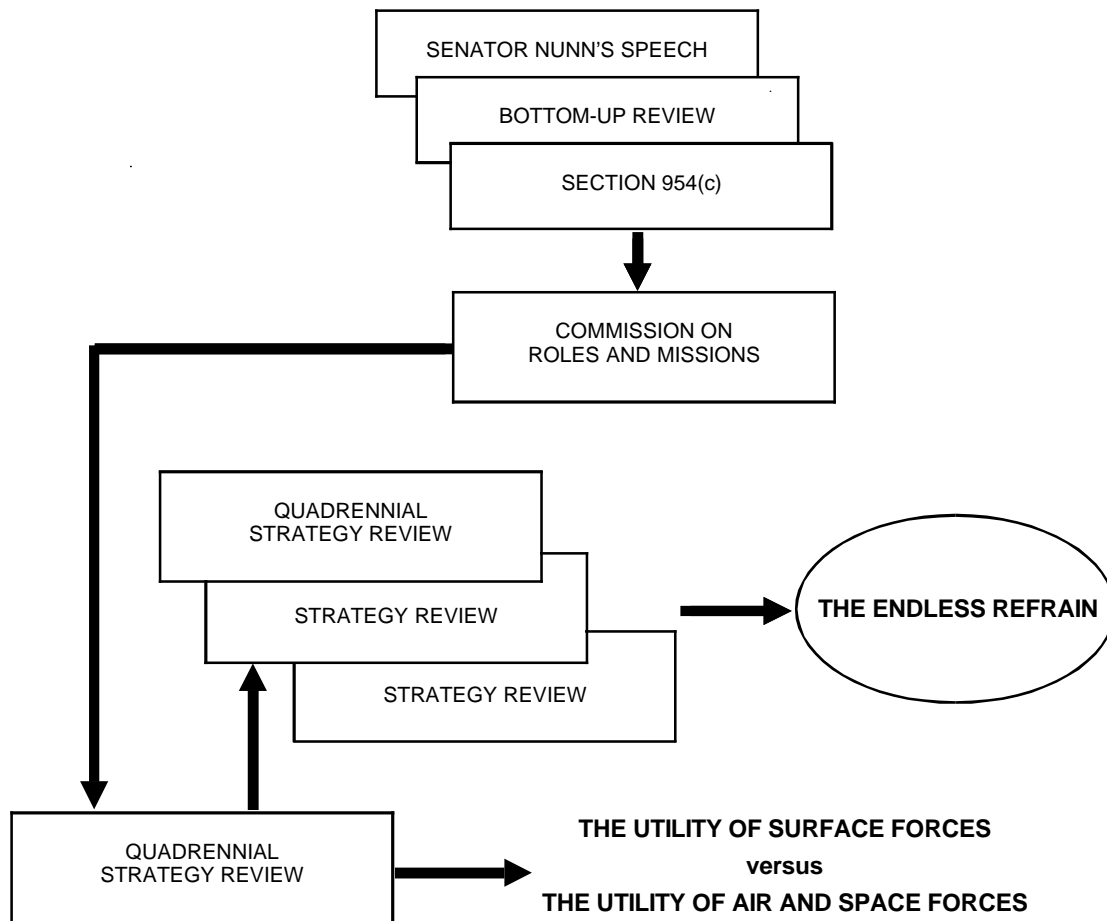 SENATOR NUNN’S SPEECH
BOTTOM-UP REVIEW
SECTION 954(c)
COMMISSION ON
ROLES AND MISSIONS
QUADRENNIAL
STRATEGY REVIEW
STRATEGY REVIEW
STRATEGY REVIEW
THE ENDLESS REFRAIN
QUADRENNIAL
STRATEGY REVIEW
THE UTILITY OF SURFACE FORCES
versus
THE UTILITY OF AIR AND SPACE FORCES